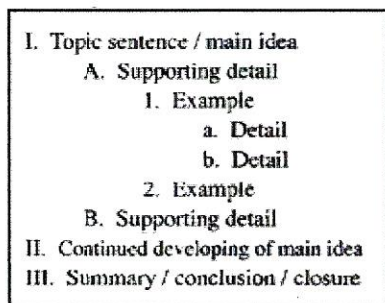 I. Topic sentence / main idea
A. Supporting detail
1. Example
a. Detail
b. Detail
2. Example
B. Supporting detail
II. Continued developing of main idea
III. Summary / conclusion / closure